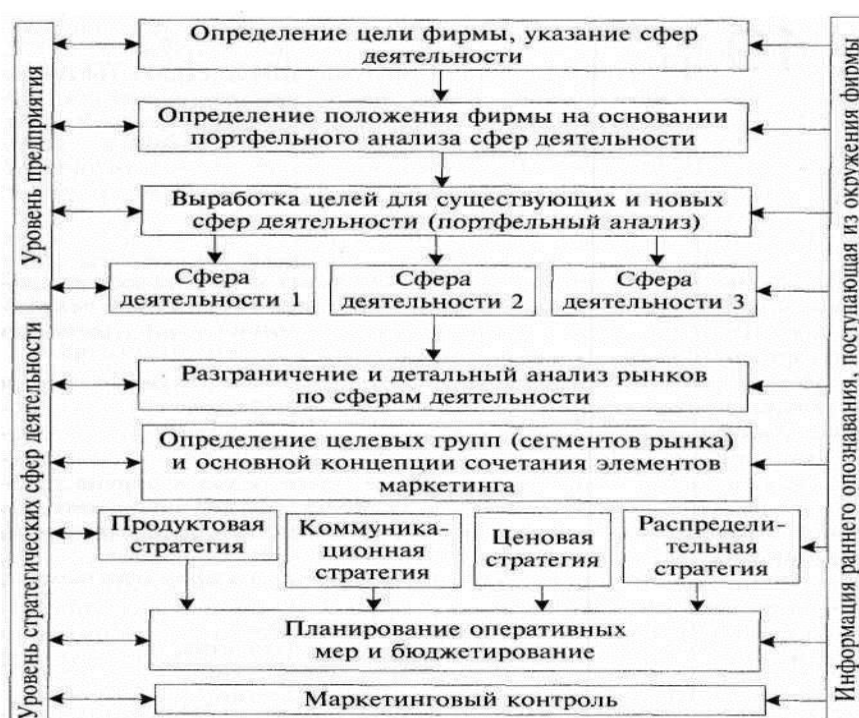 Определение цели фирмы, указание сфер
деятельности
Определение положения фирмы на основании
портфельного анализа сфер деятельности
Выработка целей для существующих и новых
сфер деятельности (портфельный анализ)
Сфера
деятельности 1
Сфера
деятельности 2
Сфера
деятельности 3
Разграничение и детальный анализ рынков
по сферам деятельности
Определение целевых групп (сегментов рынка)
и основной концепции сочетания элементов
маркетинга
Продуктовая
стратегия
Коммуника-
ционная
стратегия
Ценовая
стратегия
Распредели-
тельная
стратегия
Планирование оперативных
мер и бюджетирование
Маркетинговый контроль
Уровень предприятия
Уровень стратегических сфер деятельности
Информация раннего опознавания, поступающая из окружения фирмы